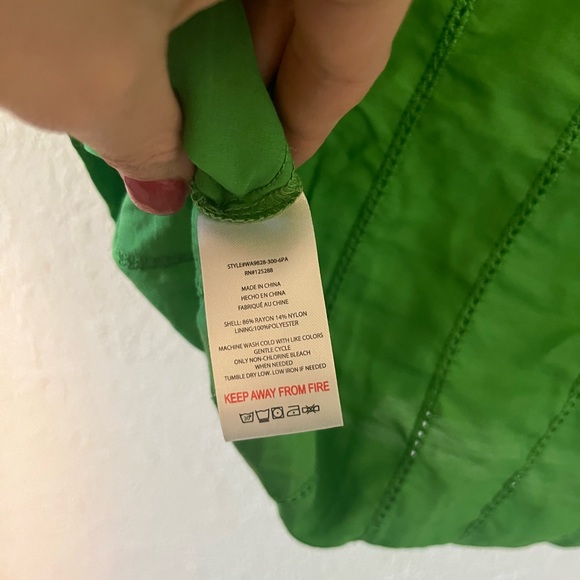 STYLE#WA9828-300-6PA
RN#125288
MADE IN CHINA
HECHO EN CHINA
FABRIQUÉ AU CHINE
SHELL: 86% RAYON 14% NYLON
LINING:100%POLYESTER
MACHINE WASH COLD WITH LIKE COLORS
GENTLE CYCLE
ONLY NON-CHLORINE BLEACH
WHEN NEEDED
TUMBLE DRY LOW. LOW IRON IF NEEDED
KEEP AWAY FROM FIRE